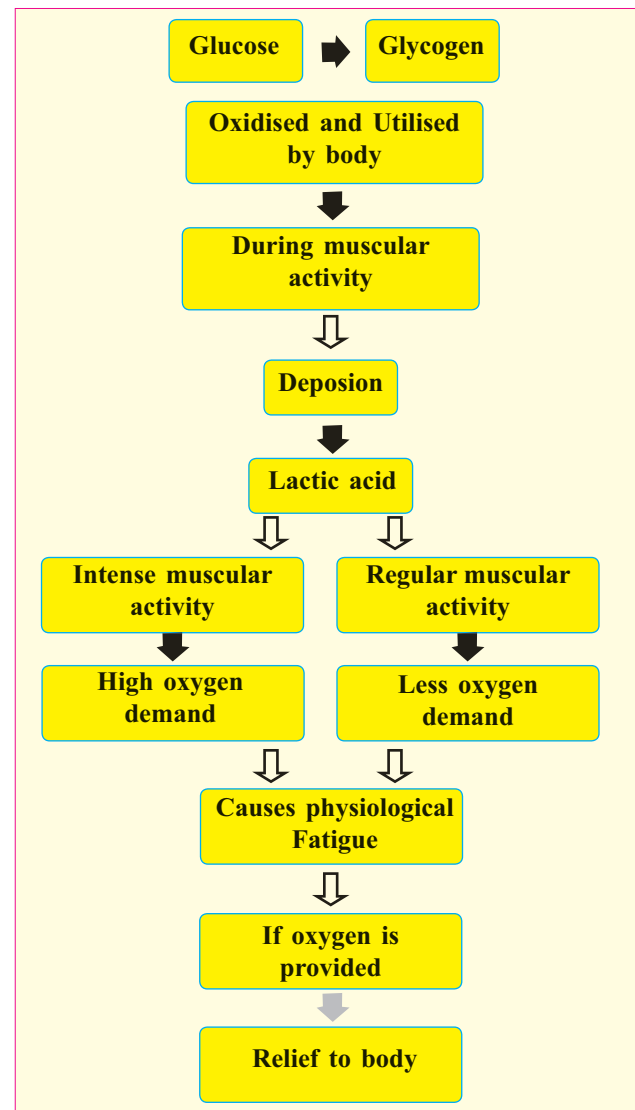 Glucose
Glycogen
Oxidised and Utilised
by body
During muscular
activity
Deposion
Lactic acid
Intense muscular
activity
Regular muscular
activity
High oxygen
demand
Less oxygen
demand
Causes physiological
Fatigue
If oxygen is
provided
Relief to body